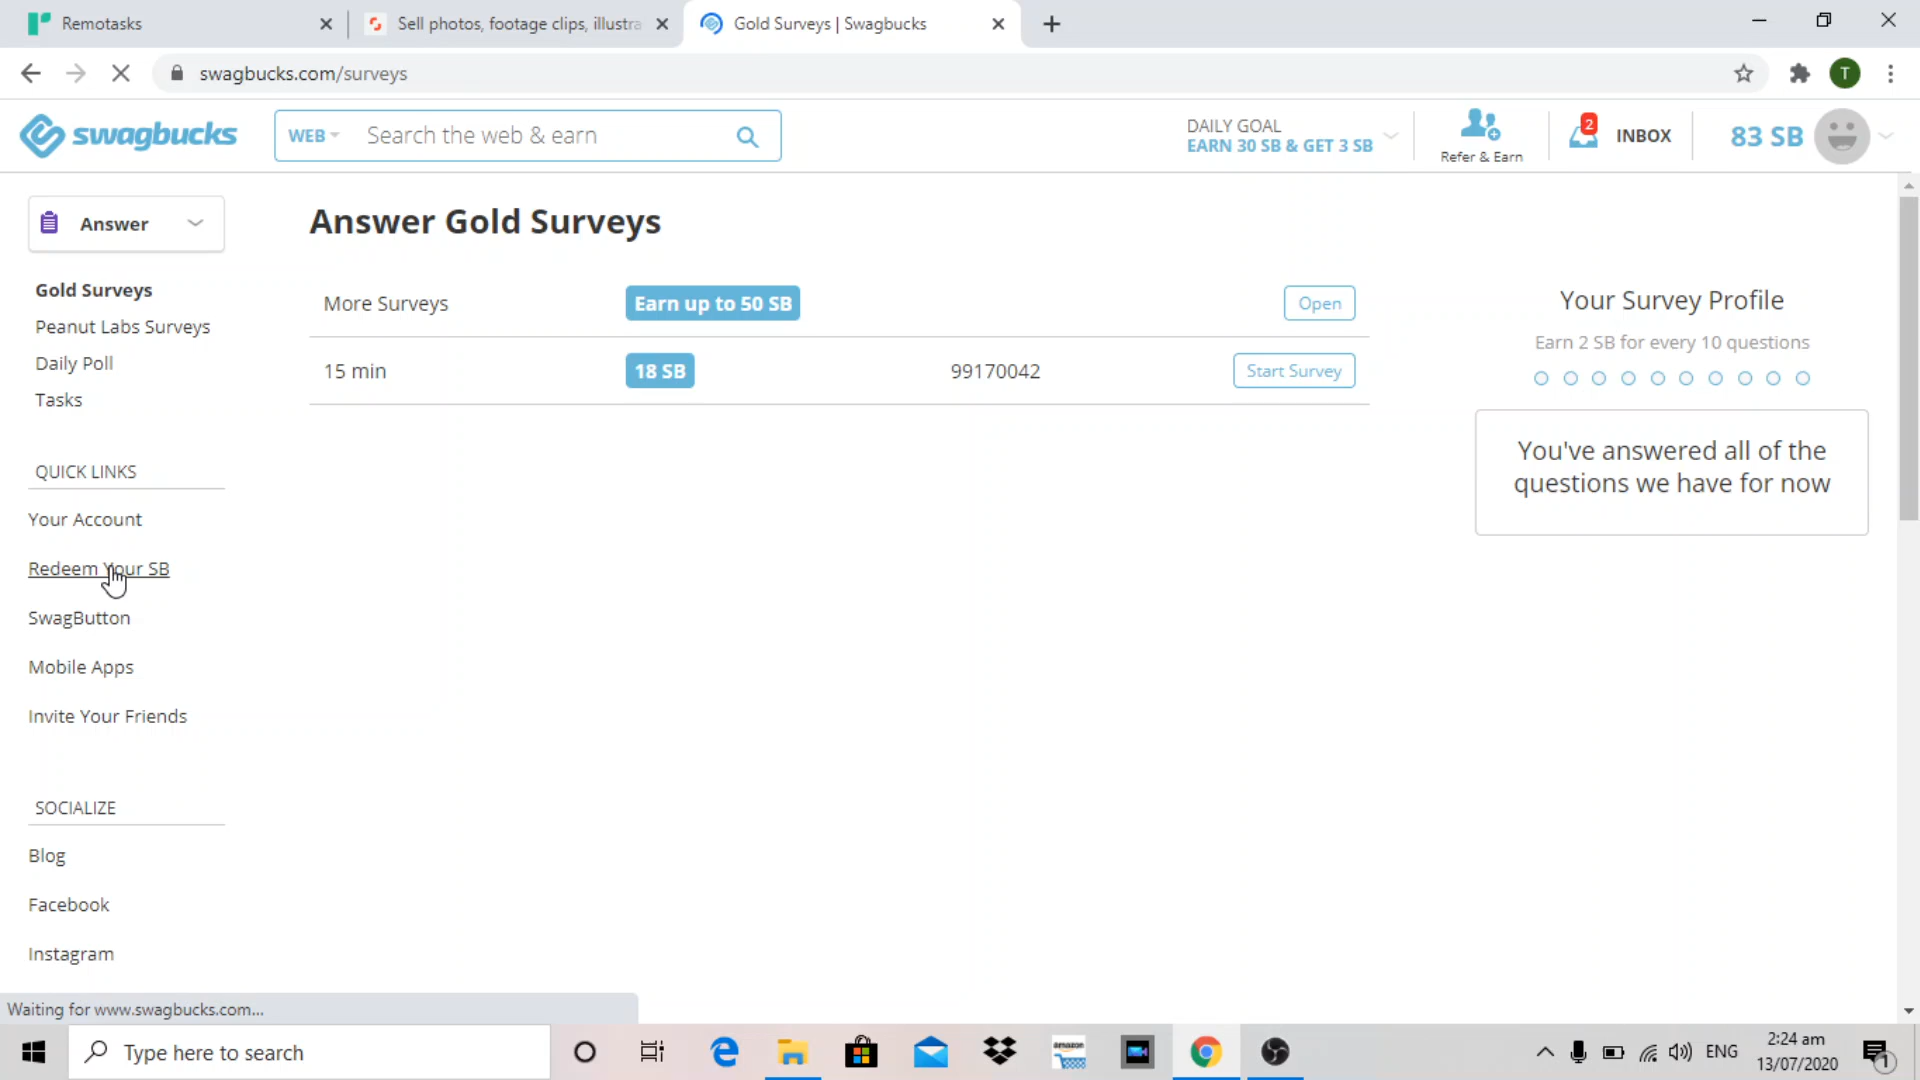 Remotasks
Sell photos, footage clips, illustra
Gold Surveys | Swagbucks
swagbucks.com/surveys
T
swagbucks
WEB
Search the web & earn
DAILY GOAL
EARN 30 SB & GET 3 SB
Refer & Earn
2
INBOX
83 SB
Answer
Answer Gold Surveys
Gold Surveys
Peanut Labs Surveys
Daily Poll
Tasks
More Surveys
Earn up to 50 SB
Open
15 min
18 SB
99170042
Start Survey
Your Survey Profile
Earn 2 SB for every 10 questions
You've answered all of the
questions we have for now
QUICK LINKS
Your Account
Redeem Your SB
SwagButton
Mobile Apps
Invite Your Friends
SOCIALIZE
Blog
Facebook
Instagram
Waiting for www.swagbucks.com...
Type here to search
amazon
ENG
2:24 am
13/07/2020
1